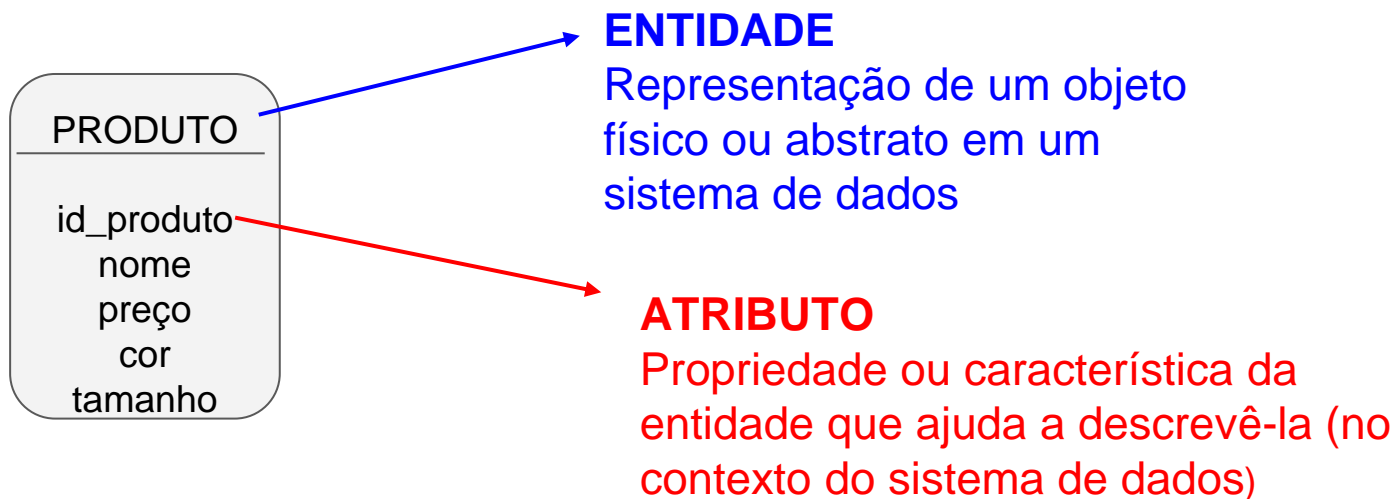 PRODUTO
id_produto
nome
preço
cor
tamanho
ENTIDADE
Representação de um objeto
físico ou abstrato em um
sistema de dados
ATRIBUTO
Propriedade ou característica da
entidade que ajuda a descrevê-la (no
contexto do sistema de dados)